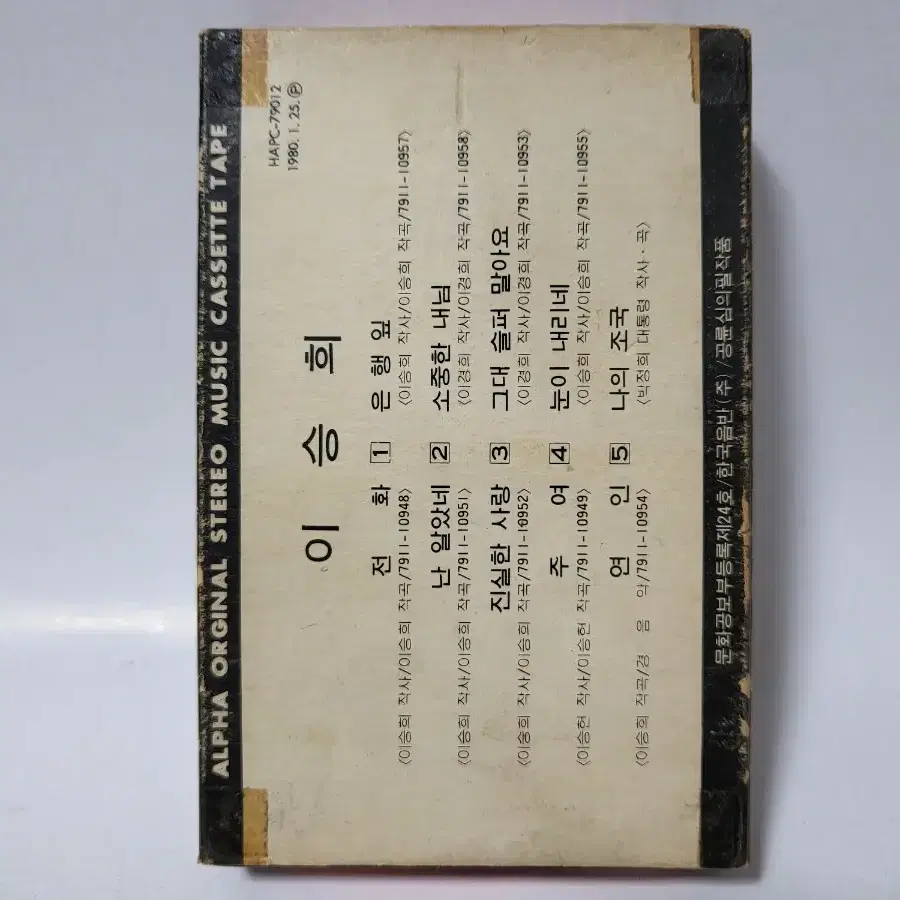 ALPHA ORGINAL STEREO MUSIC CASSETTE TAPE
HAPC-79012
1980. 1. 25. Ⓟ
이 승 희
전 화 1 은 행 잎
〈이승희 작사/이승희 작곡/7911-10948〉 〈이승희 작사/이승희 작곡/7911-10957〉
난 알았네 2 소중한 내님
〈이승희 작사/이승희 작곡/7911-10951〉 〈이경희 작사/이경희 작곡/7911-10958〉
진실한 사랑 3 그대 슬퍼 말아요
〈이승희 작사/이승희 작곡/7911-10952〉 〈이경희 작사/이경희 작곡/7911-10953〉
주 여 4 눈이 내리네
〈이승헌 작사/이승헌 작곡/7911-10949〉 〈이승희 작사/이승희 작곡/7911-10955〉
연 인 5 나의 조국
〈이승희 작곡/경 음 악/7911-10954〉 〈박정희 대통령 작사·곡〉
문화공보부등록제24호/한국음반(주)/공륜심의필작품